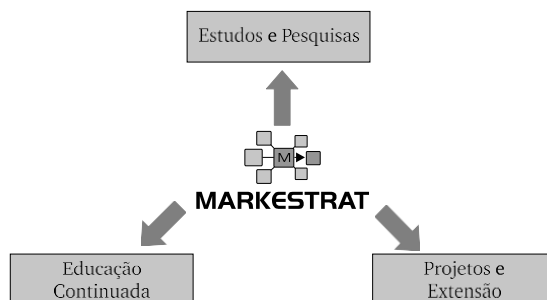 Estudos e Pesquisas
M
MARKESTRAT
Educação
Continuada
Projetos e
Extensão